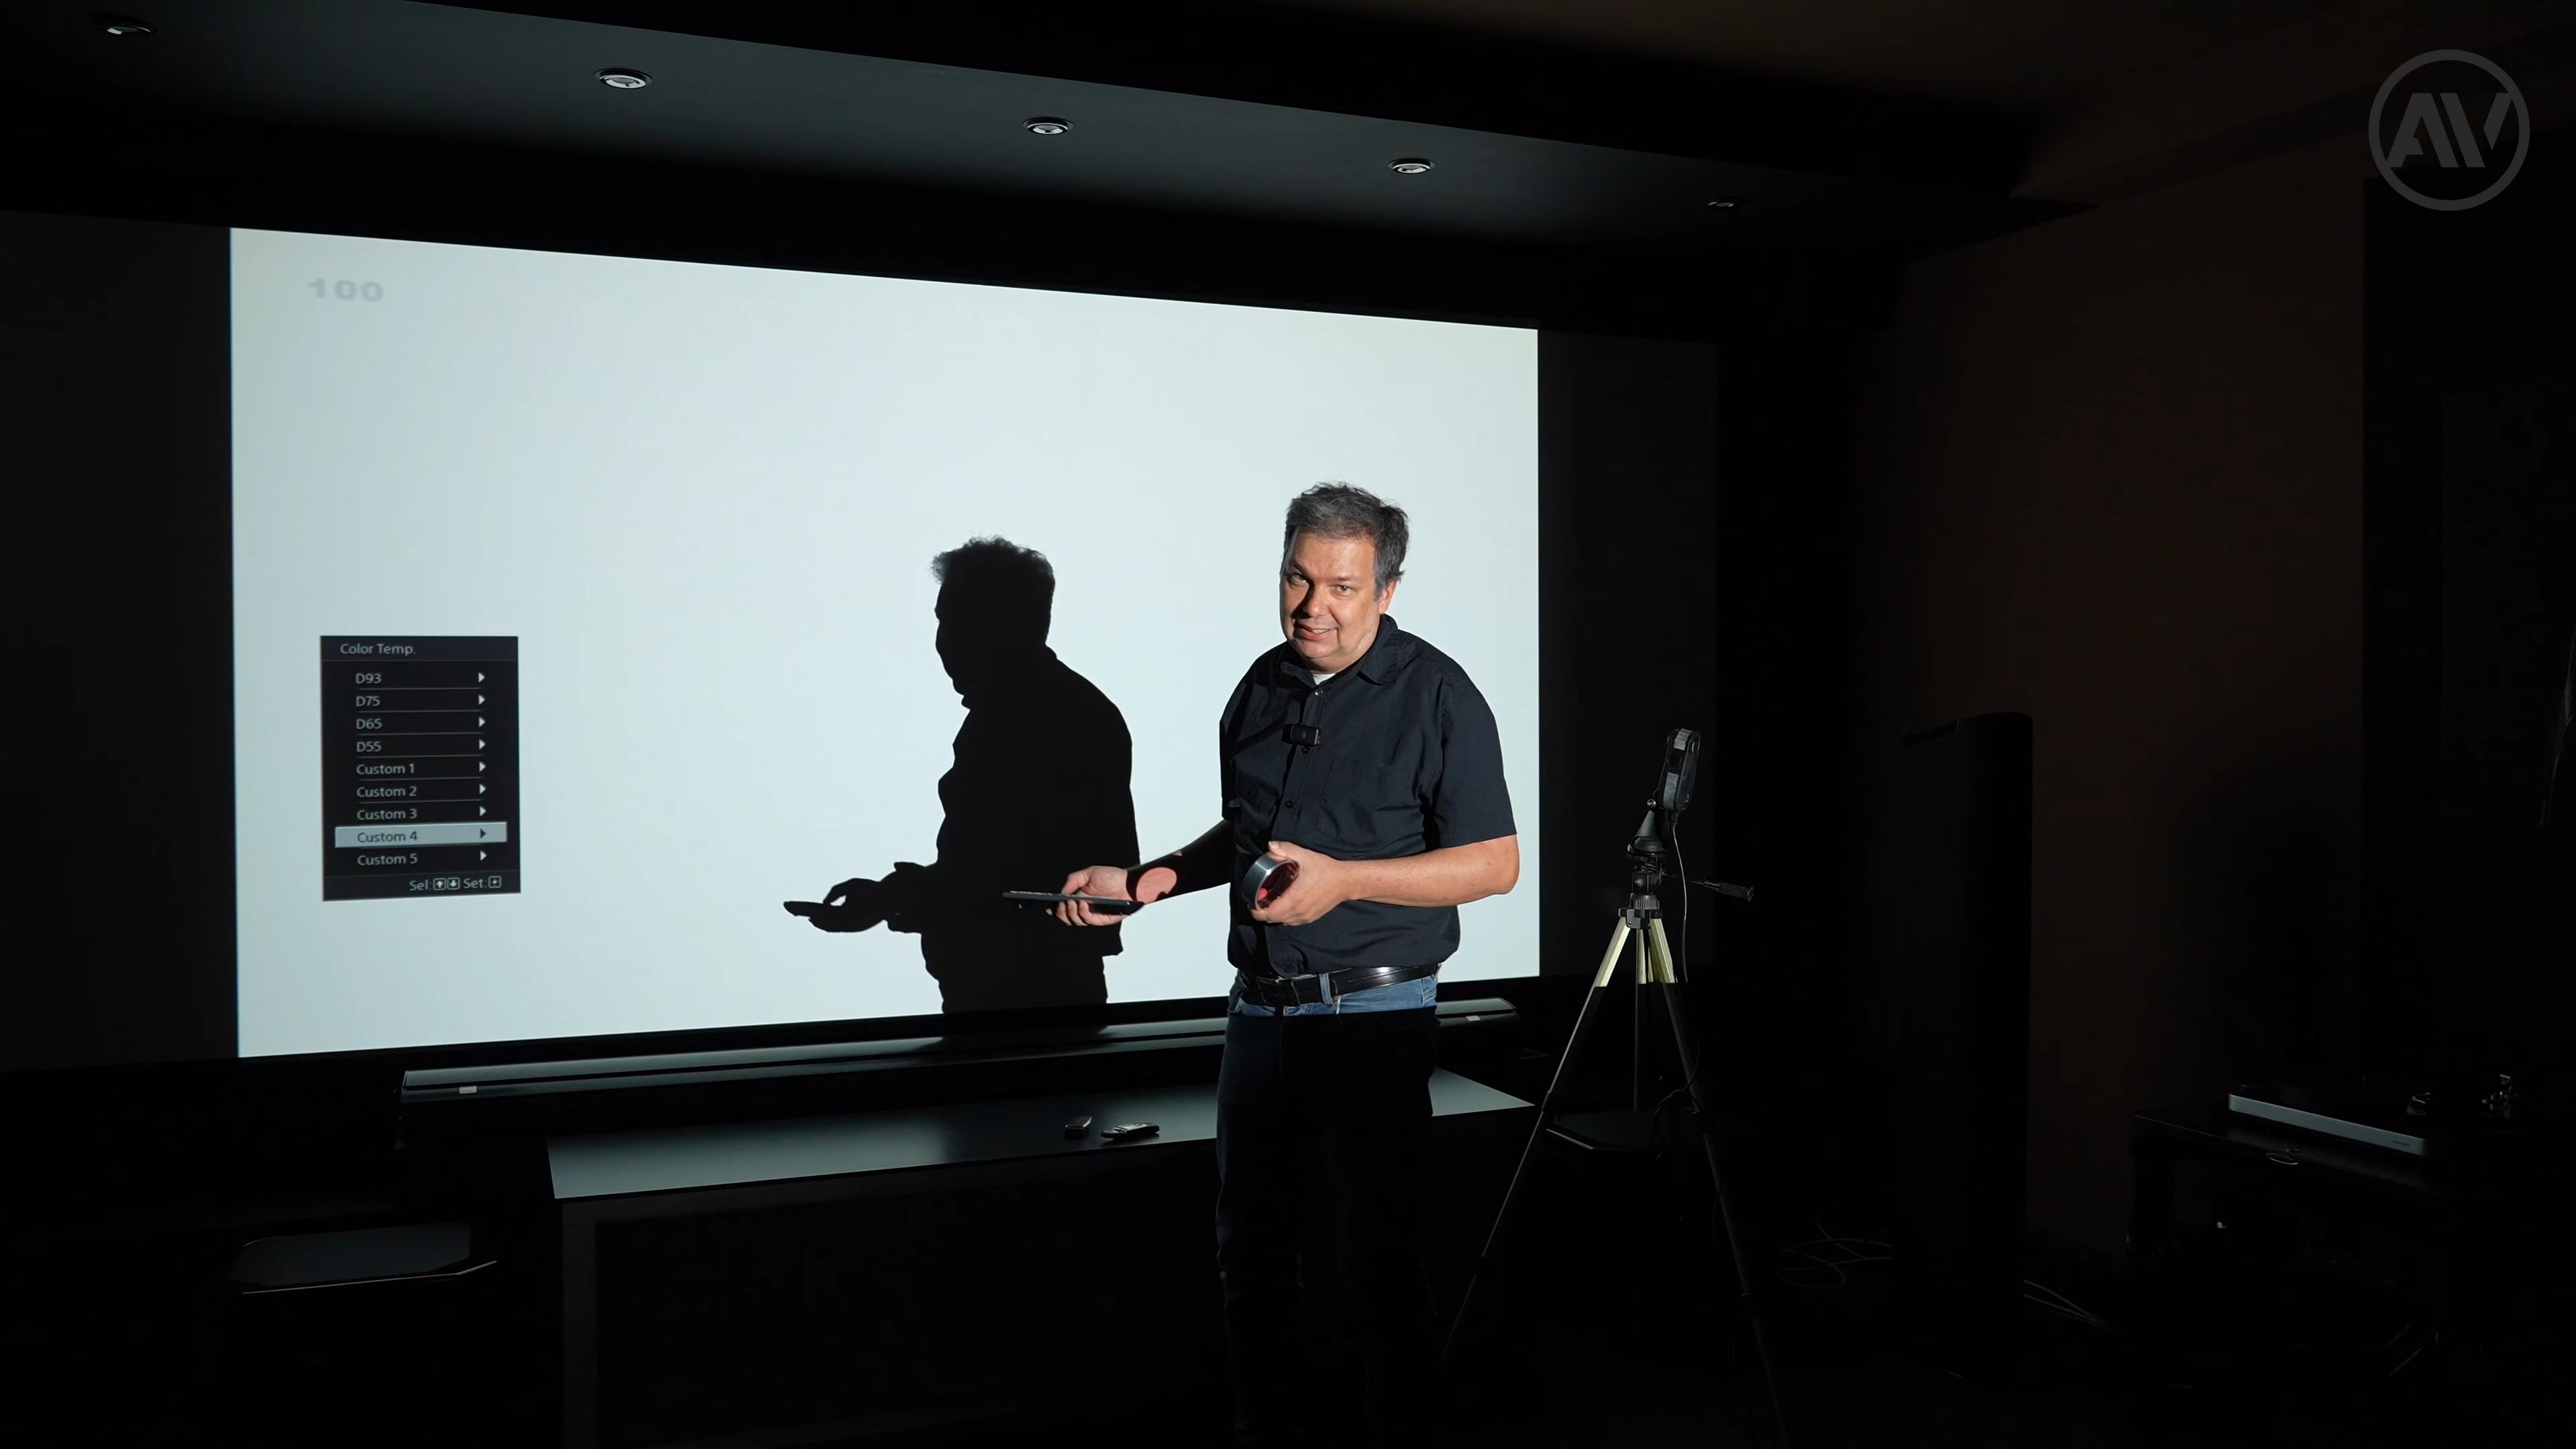 AV
100
Color Temp.
D93
D75
D65
D55
Custom 1
Custom 2
Custom 3
Custom 4
Custom 5
Sel: Set: